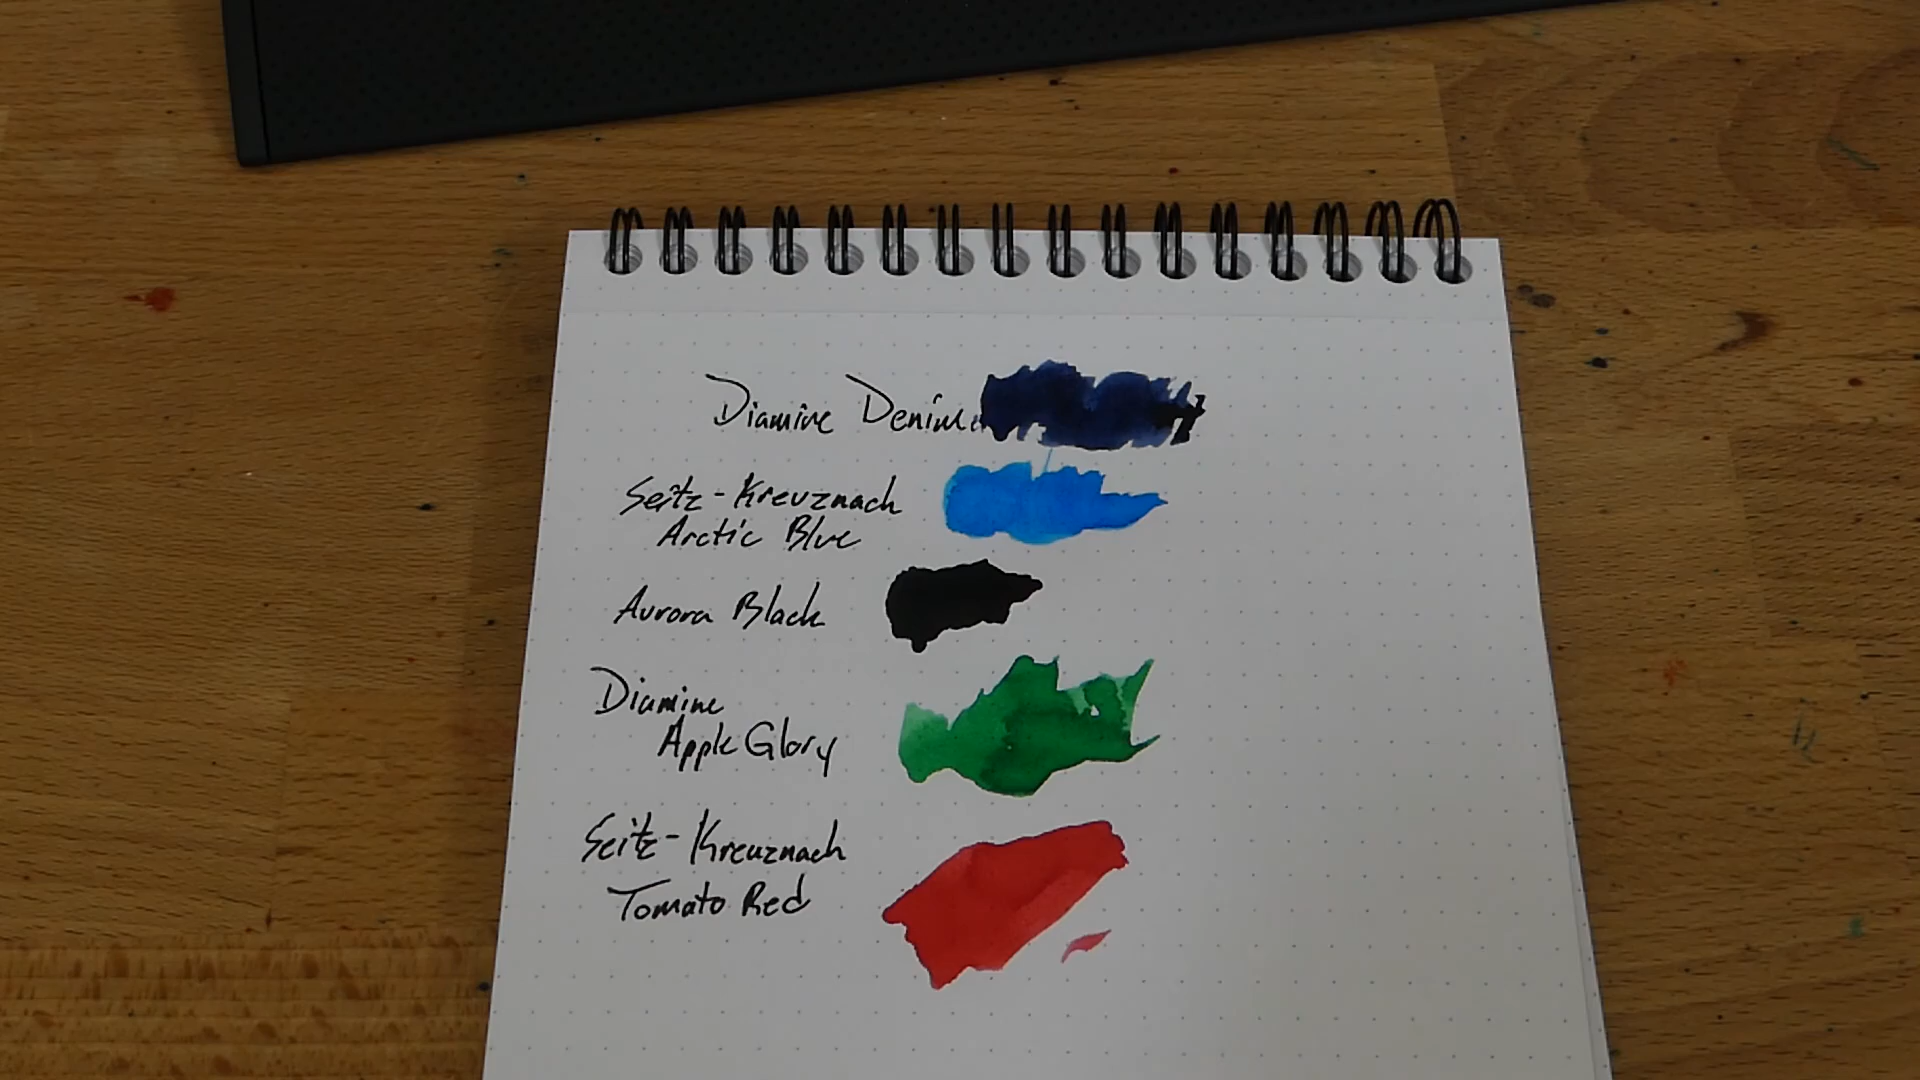 Diamine Denim
Seitz-Kreuznach
Arctic Blue
Aurora Black
Diamine
Apple Glory
Seitz-Kreuznach
Tomato Red